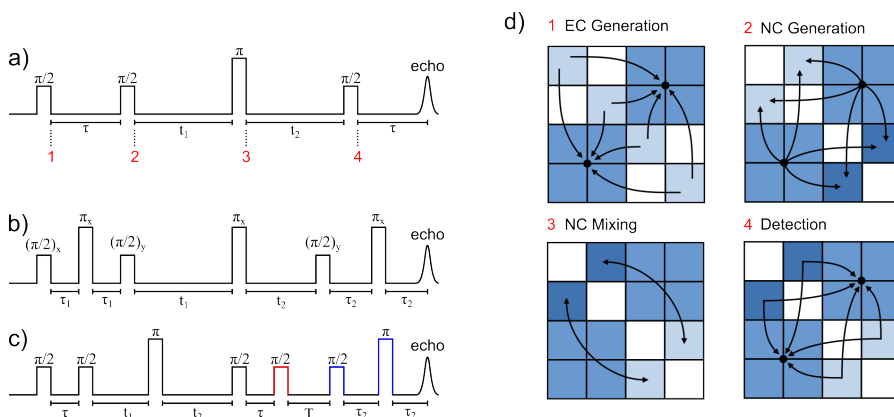 a)
π/2 π/2 π π/2 echo
τ t₁ t₂ τ
1 2 3 4
b)
(π/2)ₓ πₓ (π/2)ᵧ πₓ (π/2)ᵧ πₓ echo
τ₁ τ₁ t₁ t₂ τ₂ τ₂
c)
π/2 π/2 π π/2 π/2 π/2 π echo
τ t₁ t₂ τ T τ₂ τ₂
d)
1 EC Generation
2 NC Generation
3 NC Mixing
4 Detection